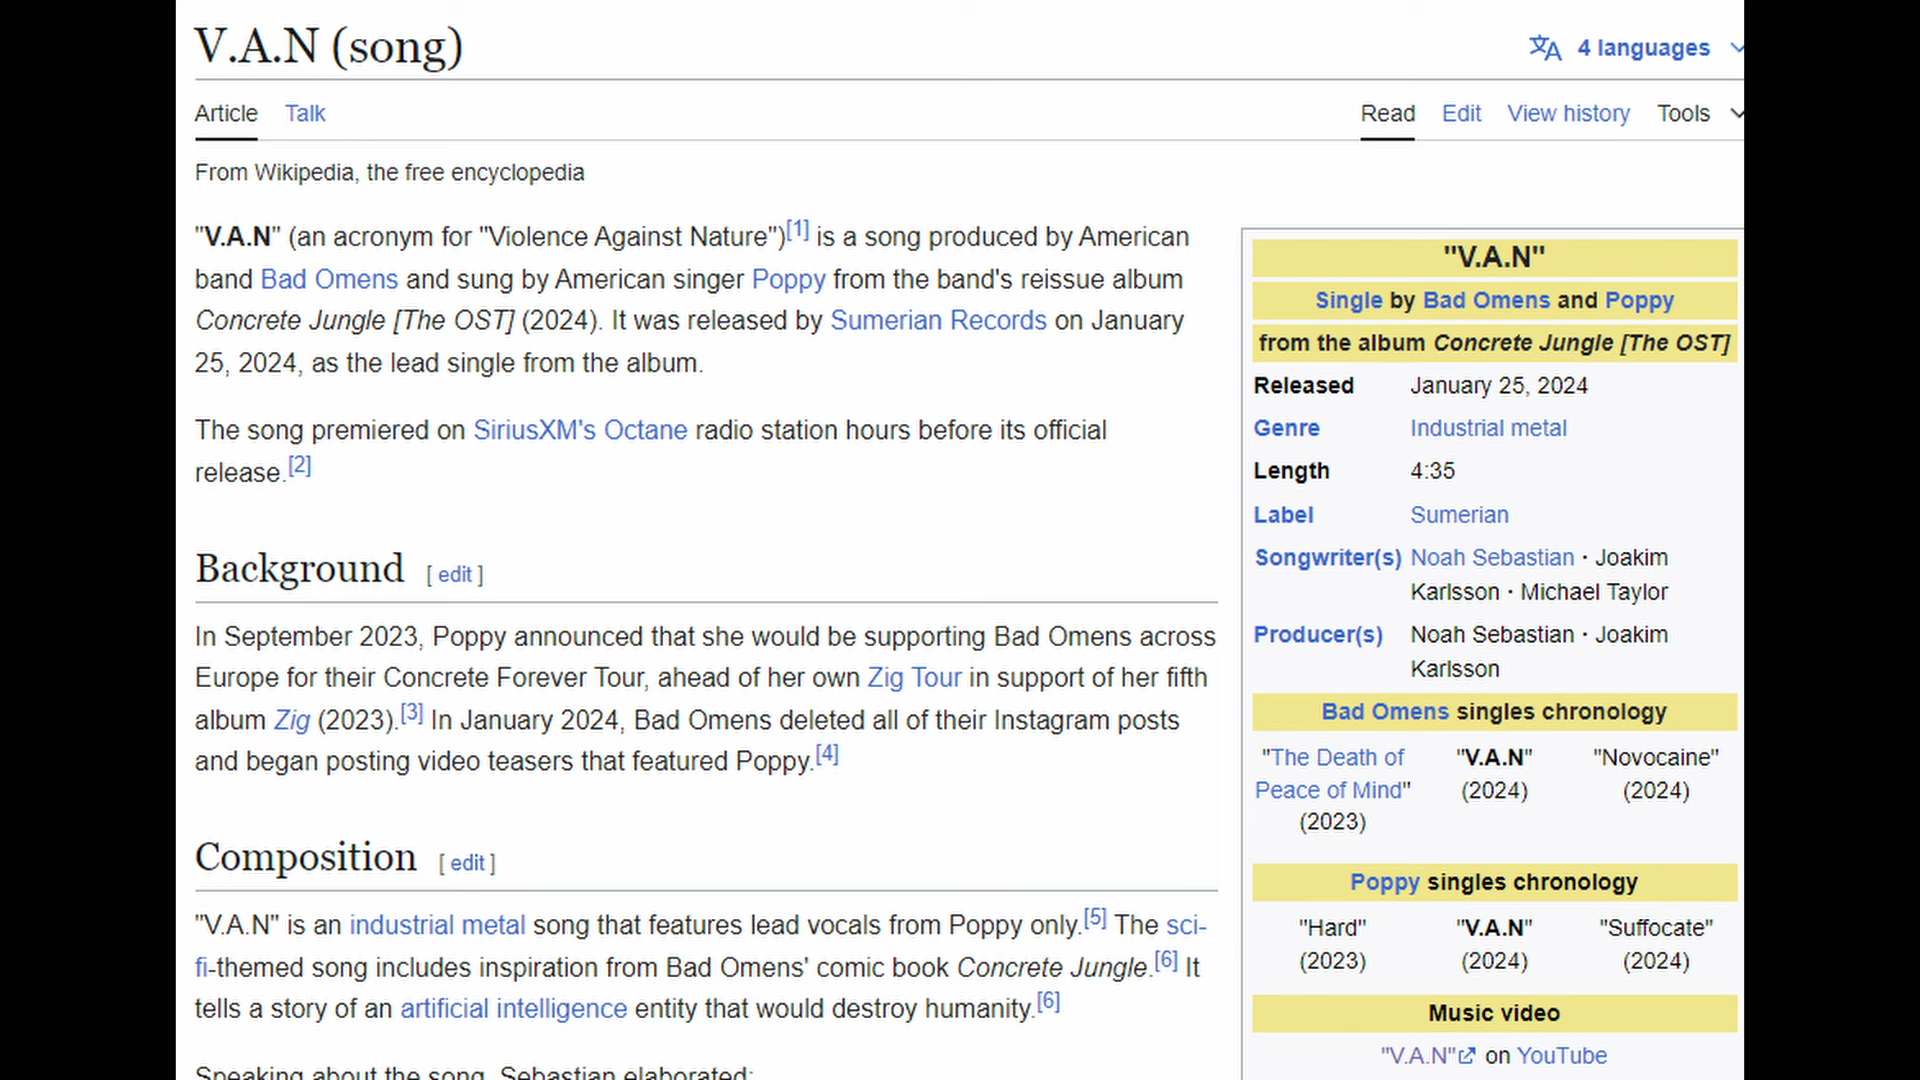 V.A.N (song)
4 languages
Article Talk
Read Edit View history Tools
From Wikipedia, the free encyclopedia
"V.A.N" (an acronym for "Violence Against Nature")[1] is a song produced by American
band Bad Omens and sung by American singer Poppy from the band's reissue album
Concrete Jungle [The OST] (2024). It was released by Sumerian Records on January
25, 2024, as the lead single from the album.
The song premiered on SiriusXM's Octane radio station hours before its official
release.[2]
Background [ edit ]
In September 2023, Poppy announced that she would be supporting Bad Omens across
Europe for their Concrete Forever Tour, ahead of her own Zig Tour in support of her fifth
album Zig (2023).[3] In January 2024, Bad Omens deleted all of their Instagram posts
and began posting video teasers that featured Poppy.[4]
Composition [ edit ]
"V.A.N" is an industrial metal song that features lead vocals from Poppy only.[5] The sci-
fi-themed song includes inspiration from Bad Omens' comic book Concrete Jungle.[6] It
tells a story of an artificial intelligence entity that would destroy humanity.[6]
Speaking about the song, Sebastian elaborated:
"V.A.N"
Single by Bad Omens and Poppy
from the album Concrete Jungle [The OST]
Released January 25, 2024
Genre Industrial metal
Length 4:35
Label Sumerian
Songwriter(s) Noah Sebastian · Joakim
Karlsson · Michael Taylor
Producer(s) Noah Sebastian · Joakim
Karlsson
Bad Omens singles chronology
"The Death of "V.A.N" "Novocaine"
Peace of Mind" (2024) (2024)
(2023)
Poppy singles chronology
"Hard" "V.A.N" "Suffocate"
(2023) (2024) (2024)
Music video
"V.A.N" on YouTube